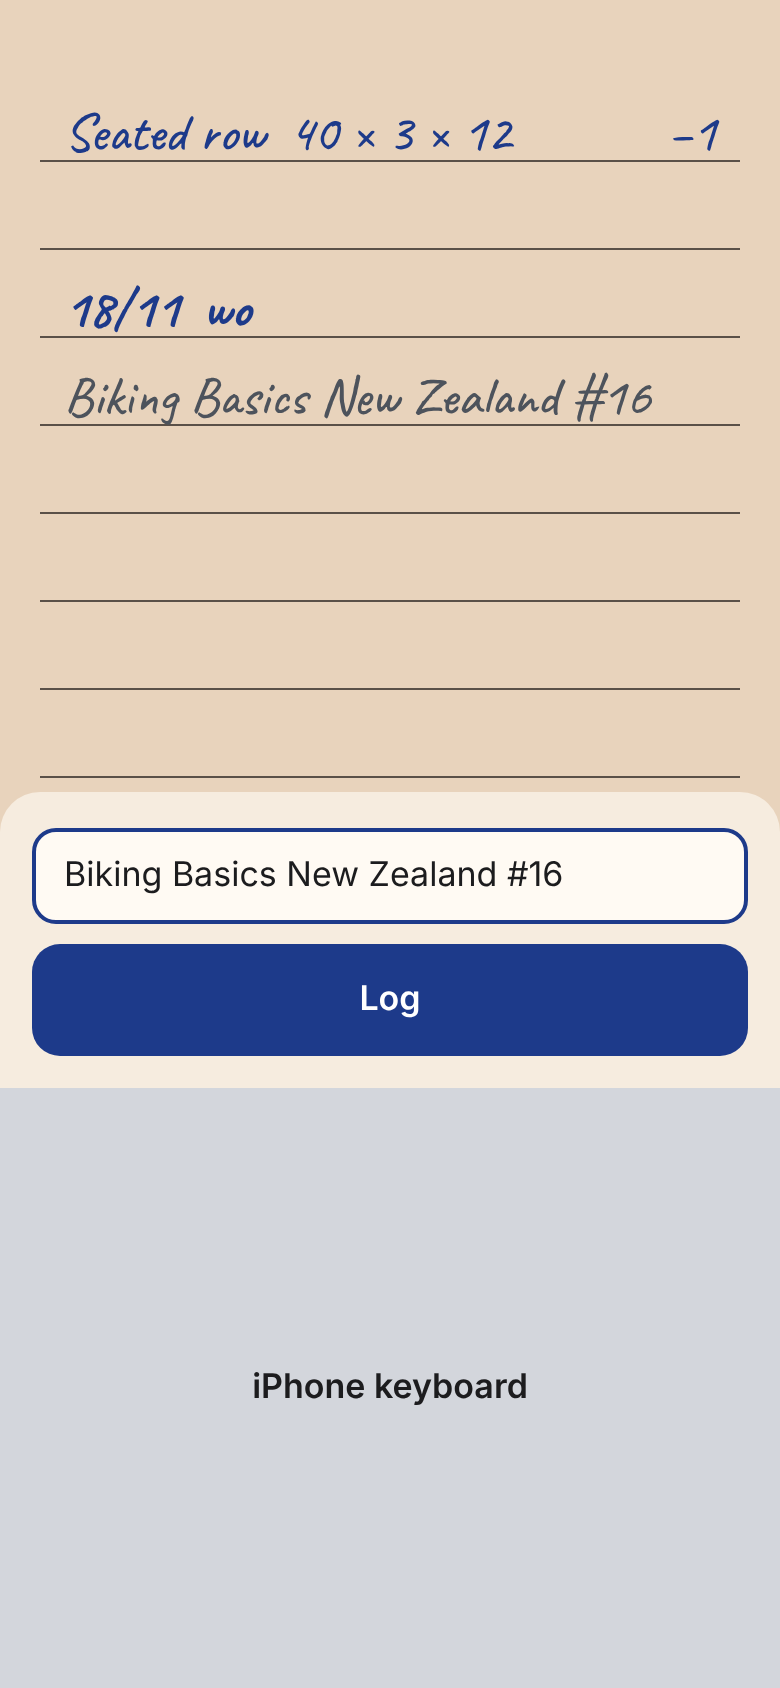 Seated row 40 × 3 × 12 −1
18/11 wo
Biking Basics New Zealand #16
Biking Basics New Zealand #16
Log
iPhone keyboard